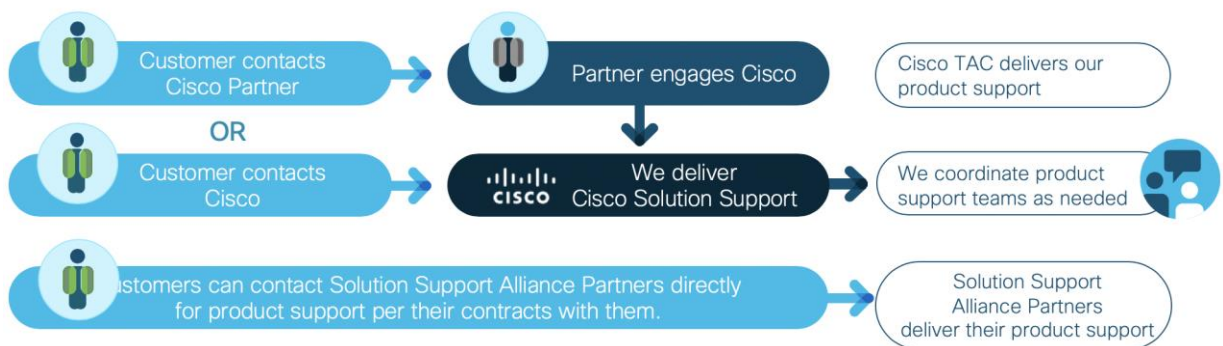 Customer contacts
Cisco Partner
Partner engages Cisco
Cisco TAC delivers our
product support
OR
Customer contacts
Cisco
CISCO
We deliver
Cisco Solution Support
We coordinate product
support teams as needed
ustomers can contact Solution Support Alliance Partners directly
for product support per their contracts with them.
Solution Support
Alliance Partners
deliver their product support